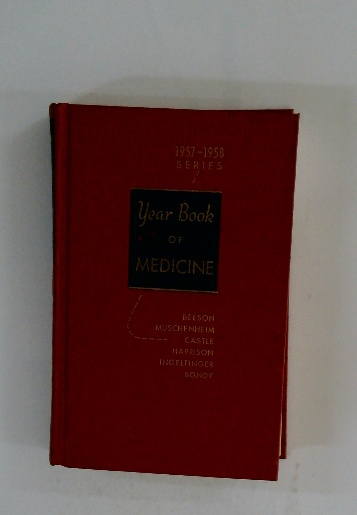 1957-1958
SERIES
Year Book
OF
MEDICINE
BEESON
MUSCHENHEIM
CASTLE
HARRISON
INGELFINGER
BONDY